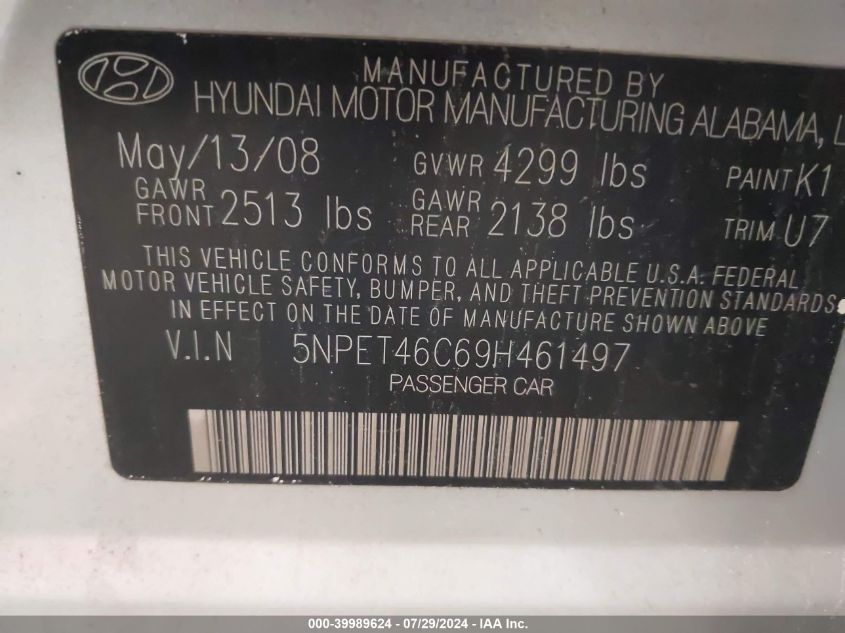 MANUFACTURED BY
HYUNDAI MOTOR MANUFACTURING ALABAMA, L
May/13/08 GVWR 4299 lbs PAINT K1
GAWR FRONT 2513 lbs GAWR REAR 2138 lbs TRIM U7
THIS VEHICLE CONFORMS TO ALL APPLICABLE U.S.A. FEDERAL
MOTOR VEHICLE SAFETY, BUMPER, AND THEFT PREVENTION STANDARDS
IN EFFECT ON THE DATE OF MANUFACTURE SHOWN ABOVE
V.I.N 5NPET46C69H461497
PASSENGER CAR
000-39989624 - 07/29/2024 - IAA Inc.